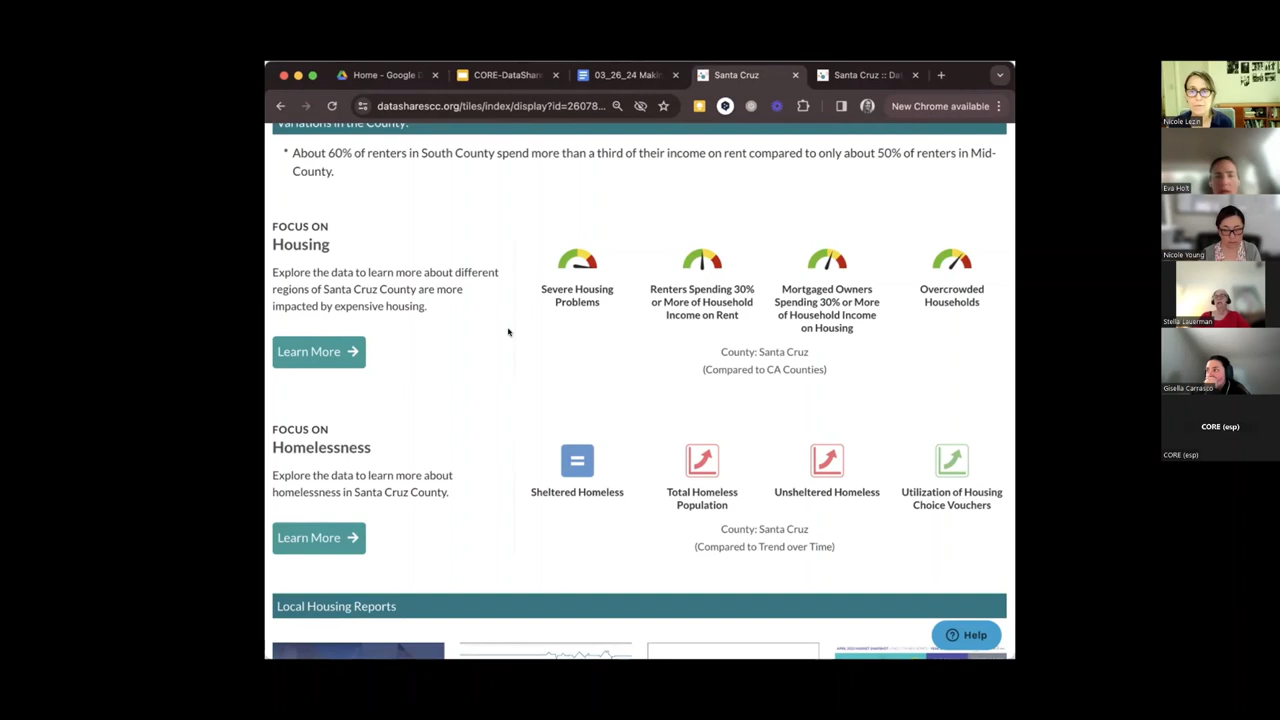 Home - Google D
CORE-DataShare
03_26_24 Makin
Santa Cruz
Santa Cruz :: Dat
datasharescc.org/tiles/index/display?id=26078...
New Chrome available
Variations in the County:
* About 60% of renters in South County spend more than a third of their income on rent compared to only about 50% of renters in Mid-
County.
FOCUS ON
Housing
Explore the data to learn more about different
regions of Santa Cruz County are more
impacted by expensive housing.
Learn More →
Severe Housing
Problems
Renters Spending 30%
or More of Household
Income on Rent
Mortgaged Owners
Spending 30% or More
of Household Income
on Housing
Overcrowded
Households
County: Santa Cruz
(Compared to CA Counties)
FOCUS ON
Homelessness
Explore the data to learn more about
homelessness in Santa Cruz County.
Learn More →
Sheltered Homeless
Total Homeless
Population
Unsheltered Homeless
Utilization of Housing
Choice Vouchers
County: Santa Cruz
(Compared to Trend over Time)
Local Housing Reports
Help
Nicole Lezin
Eva Holt
Nicole Young
Stella Lauerman
Gisella Carrasco
CORE (esp)
CORE (esp)